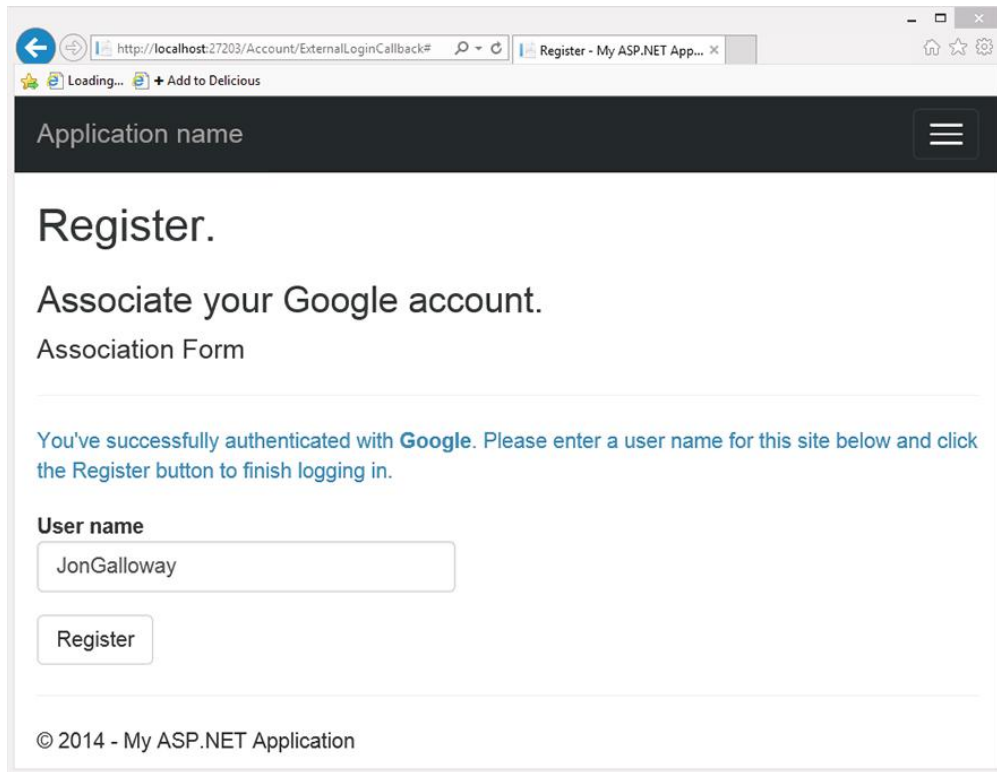 http://localhost:27203/Account/ExternalLoginCallback#
Register - My ASP.NET App...
Loading... + Add to Delicious
Application name
Register.
Associate your Google account.
Association Form
You've successfully authenticated with Google. Please enter a user name for this site below and click
the Register button to finish logging in.
User name
JonGalloway
Register
© 2014 - My ASP.NET Application